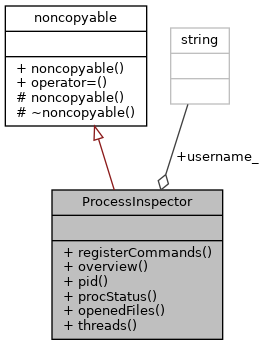 noncopyable
+ noncopyable()
+ operator=()
# noncopyable()
# ~noncopyable()
string
+username_
ProcessInspector
+ registerCommands()
+ overview()
+ pid()
+ procStatus()
+ openedFiles()
+ threads()